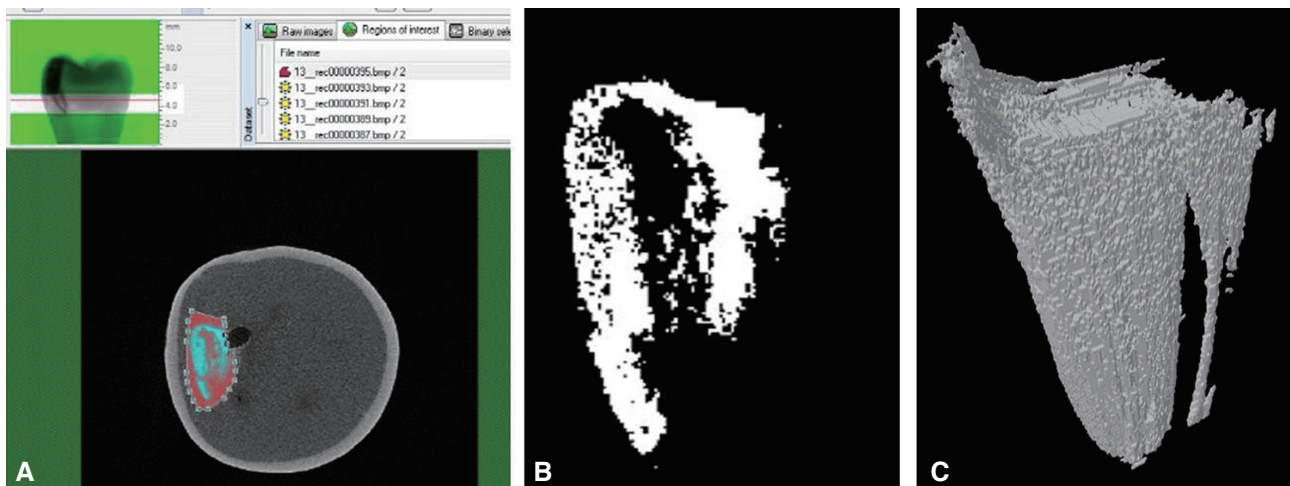 mm
10.0
8.0
6.0
4.0
2.0
×
Dataset
Raw images
Regions of interest
Binary sele
File name
13__rec00000395.bmp / 2
13__rec00000393.bmp / 2
13__rec00000391.bmp / 2
13__rec00000389.bmp / 2
13__rec00000387.bmp / 2
A
B
C